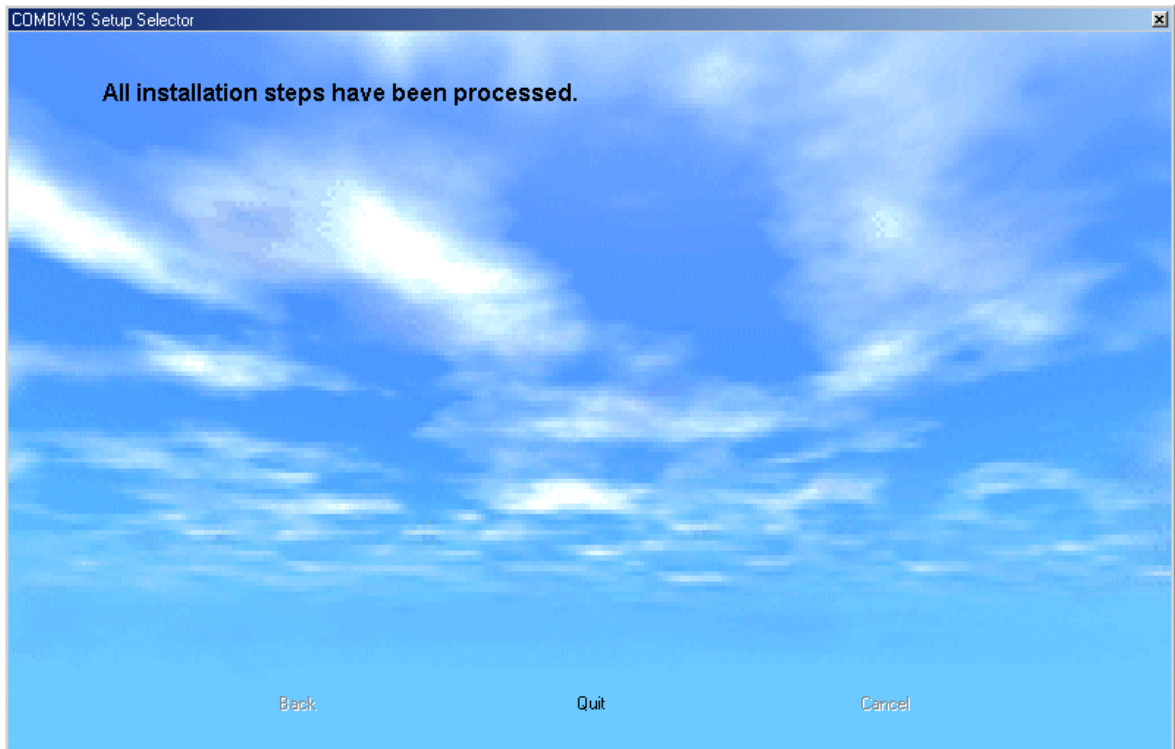 COMBIVIS Setup Selector
All installation steps have been processed.
Back Quit Cancel